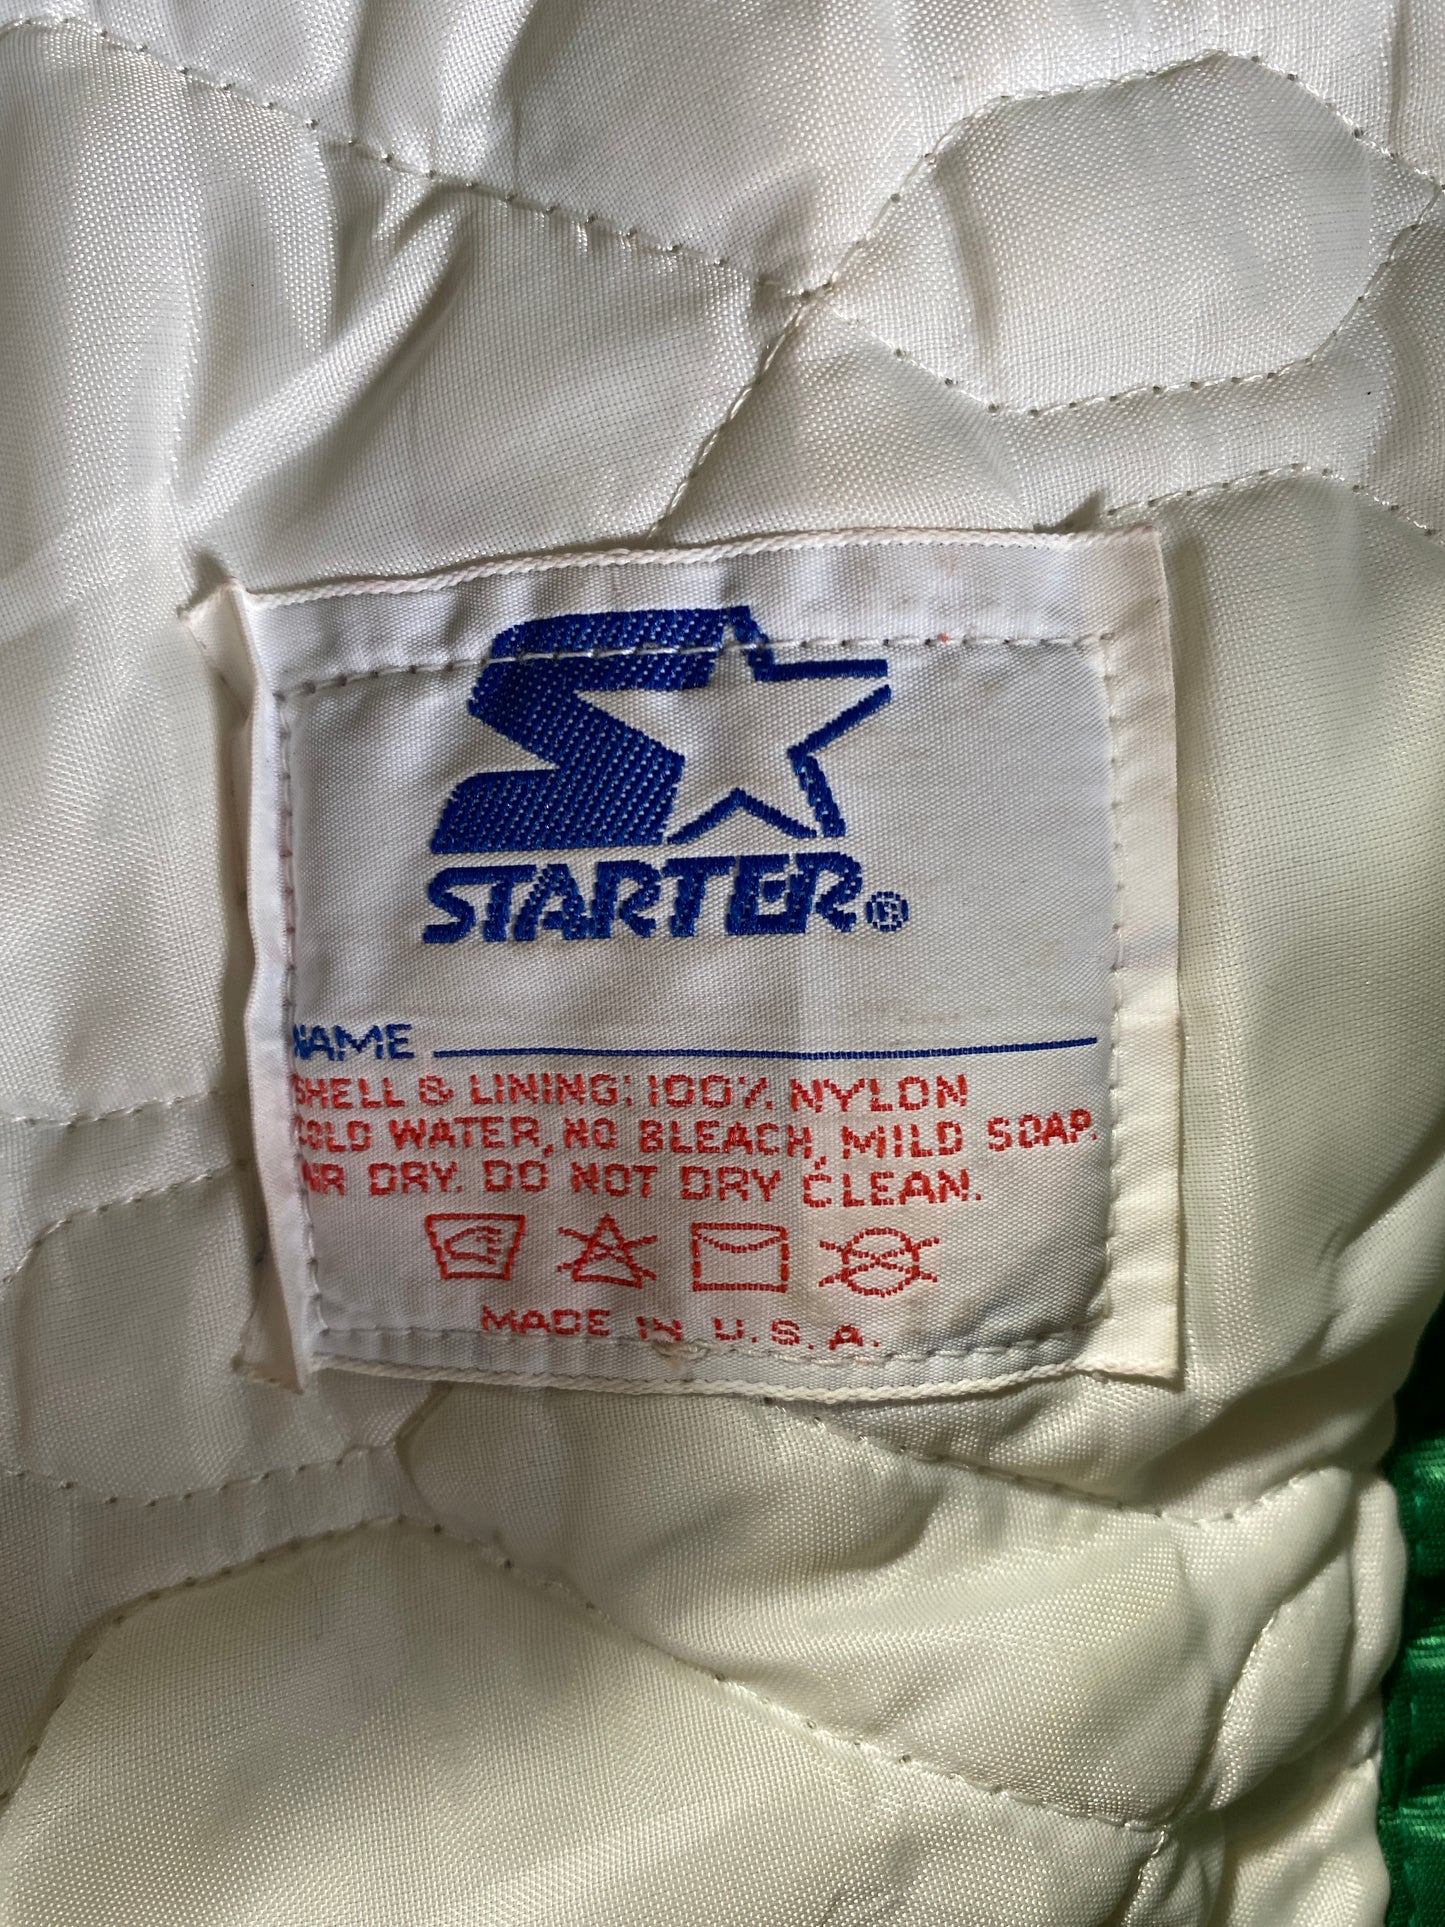 STARTER®
NAME
SHELL & LINING: 100% NYLON
COLD WATER, NO BLEACH, MILD SOAP.
AIR DRY. DO NOT DRY CLEAN.
MADE IN U.S.A.